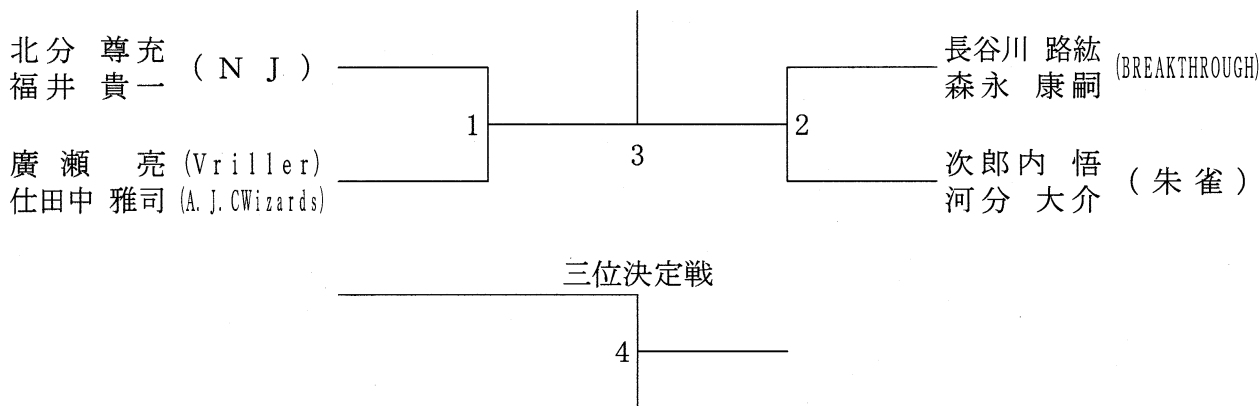 北分 尊充
福井 貴一 (NJ)
長谷川 路紘
森永 康嗣 (BREAKTHROUGH)
1
2
3
廣瀬 亮 (Vriller)
仕田中 雅司 (A.J.CWizards)
次郎内 悟
河分 大介 (朱雀)
三位決定戦
4